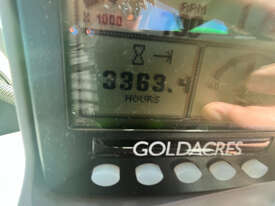 RPM
X 1000
3363.
HOURS
GOLDACRES